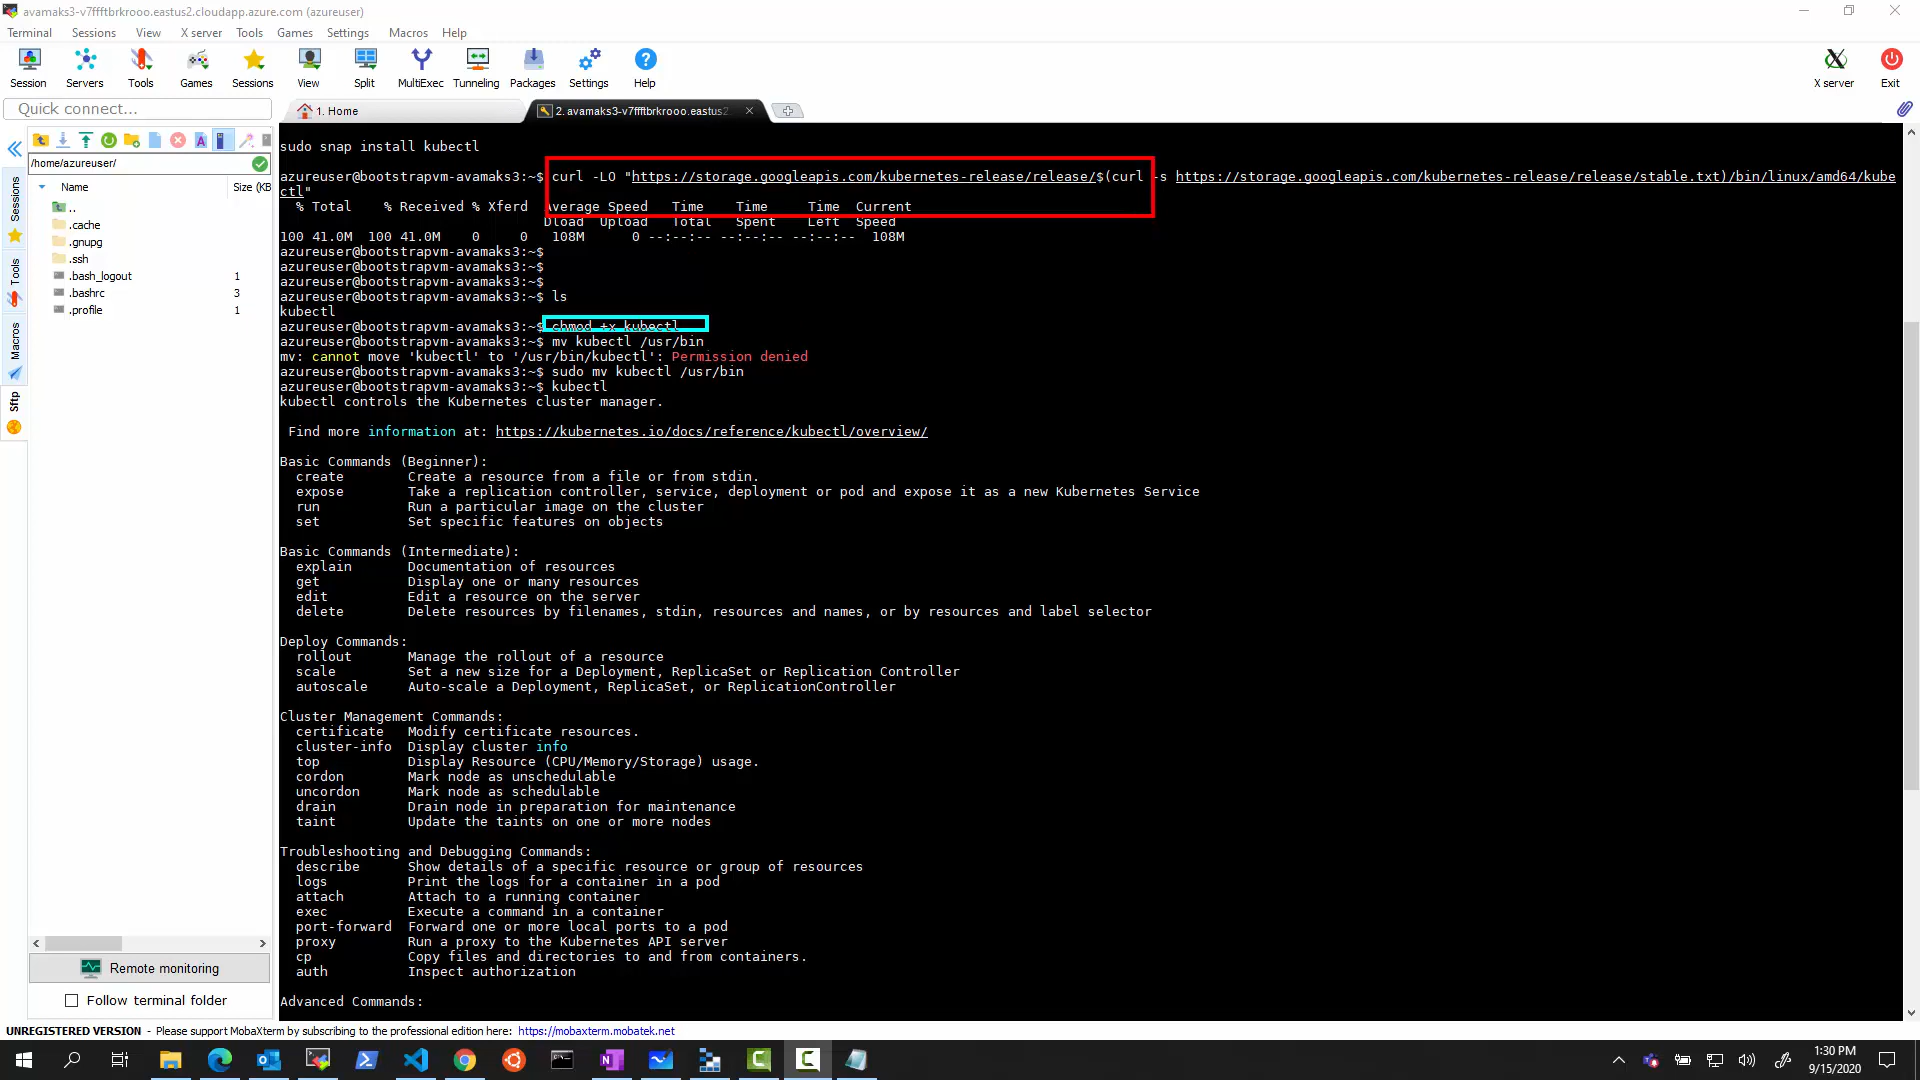 avamaks3-v7ffftbrkrooo.eastus2.cloudapp.azure.com (azureuser)
Terminal Sessions View X server Tools Games Settings Macros Help
Session Servers Tools Games Sessions View Split MultiExec Tunneling Packages Settings Help X server Exit
Quick connect...
1. Home
2. avamaks3-v7ffftbrkrooo.eastus2
/home/azureuser/
Name Size (KB
..
.cache
.gnupg
.ssh
.bash_logout 1
.bashrc 3
.profile 1
Sessions
Tools
Macros
Sftp
Remote monitoring
Follow terminal folder
sudo snap install kubectl
azureuser@bootstrapvm-avamaks3:~$ curl -LO "https://storage.googleapis.com/kubernetes-release/release/$(curl -s https://storage.googleapis.com/kubernetes-release/release/stable.txt)/bin/linux/amd64/kube
ctl"
% Total % Received % Xferd Average Speed Time Time Time Current
Dload Upload Total Spent Left Speed
100 41.0M 100 41.0M 0 0 108M 0 --:--:-- --:--:-- --:--:-- 108M
azureuser@bootstrapvm-avamaks3:~$
azureuser@bootstrapvm-avamaks3:~$
azureuser@bootstrapvm-avamaks3:~$
azureuser@bootstrapvm-avamaks3:~$ ls
kubectl
azureuser@bootstrapvm-avamaks3:~$ chmod +x kubectl
azureuser@bootstrapvm-avamaks3:~$ mv kubectl /usr/bin
mv: cannot move 'kubectl' to '/usr/bin/kubectl': Permission denied
azureuser@bootstrapvm-avamaks3:~$ sudo mv kubectl /usr/bin
azureuser@bootstrapvm-avamaks3:~$ kubectl
kubectl controls the Kubernetes cluster manager.
Find more information at: https://kubernetes.io/docs/reference/kubectl/overview/
Basic Commands (Beginner):
create Create a resource from a file or from stdin.
expose Take a replication controller, service, deployment or pod and expose it as a new Kubernetes Service
run Run a particular image on the cluster
set Set specific features on objects
Basic Commands (Intermediate):
explain Documentation of resources
get Display one or many resources
edit Edit a resource on the server
delete Delete resources by filenames, stdin, resources and names, or by resources and label selector
Deploy Commands:
rollout Manage the rollout of a resource
scale Set a new size for a Deployment, ReplicaSet or Replication Controller
autoscale Auto-scale a Deployment, ReplicaSet, or ReplicationController
Cluster Management Commands:
certificate Modify certificate resources.
cluster-info Display cluster info
top Display Resource (CPU/Memory/Storage) usage.
cordon Mark node as unschedulable
uncordon Mark node as schedulable
drain Drain node in preparation for maintenance
taint Update the taints on one or more nodes
Troubleshooting and Debugging Commands:
describe Show details of a specific resource or group of resources
logs Print the logs for a container in a pod
attach Attach to a running container
exec Execute a command in a container
port-forward Forward one or more local ports to a pod
proxy Run a proxy to the Kubernetes API server
cp Copy files and directories to and from containers.
auth Inspect authorization
Advanced Commands:
UNREGISTERED VERSION - Please support MobaXterm by subscribing to the professional edition here: https://mobaxterm.mobatek.net
1:30 PM
9/15/2020